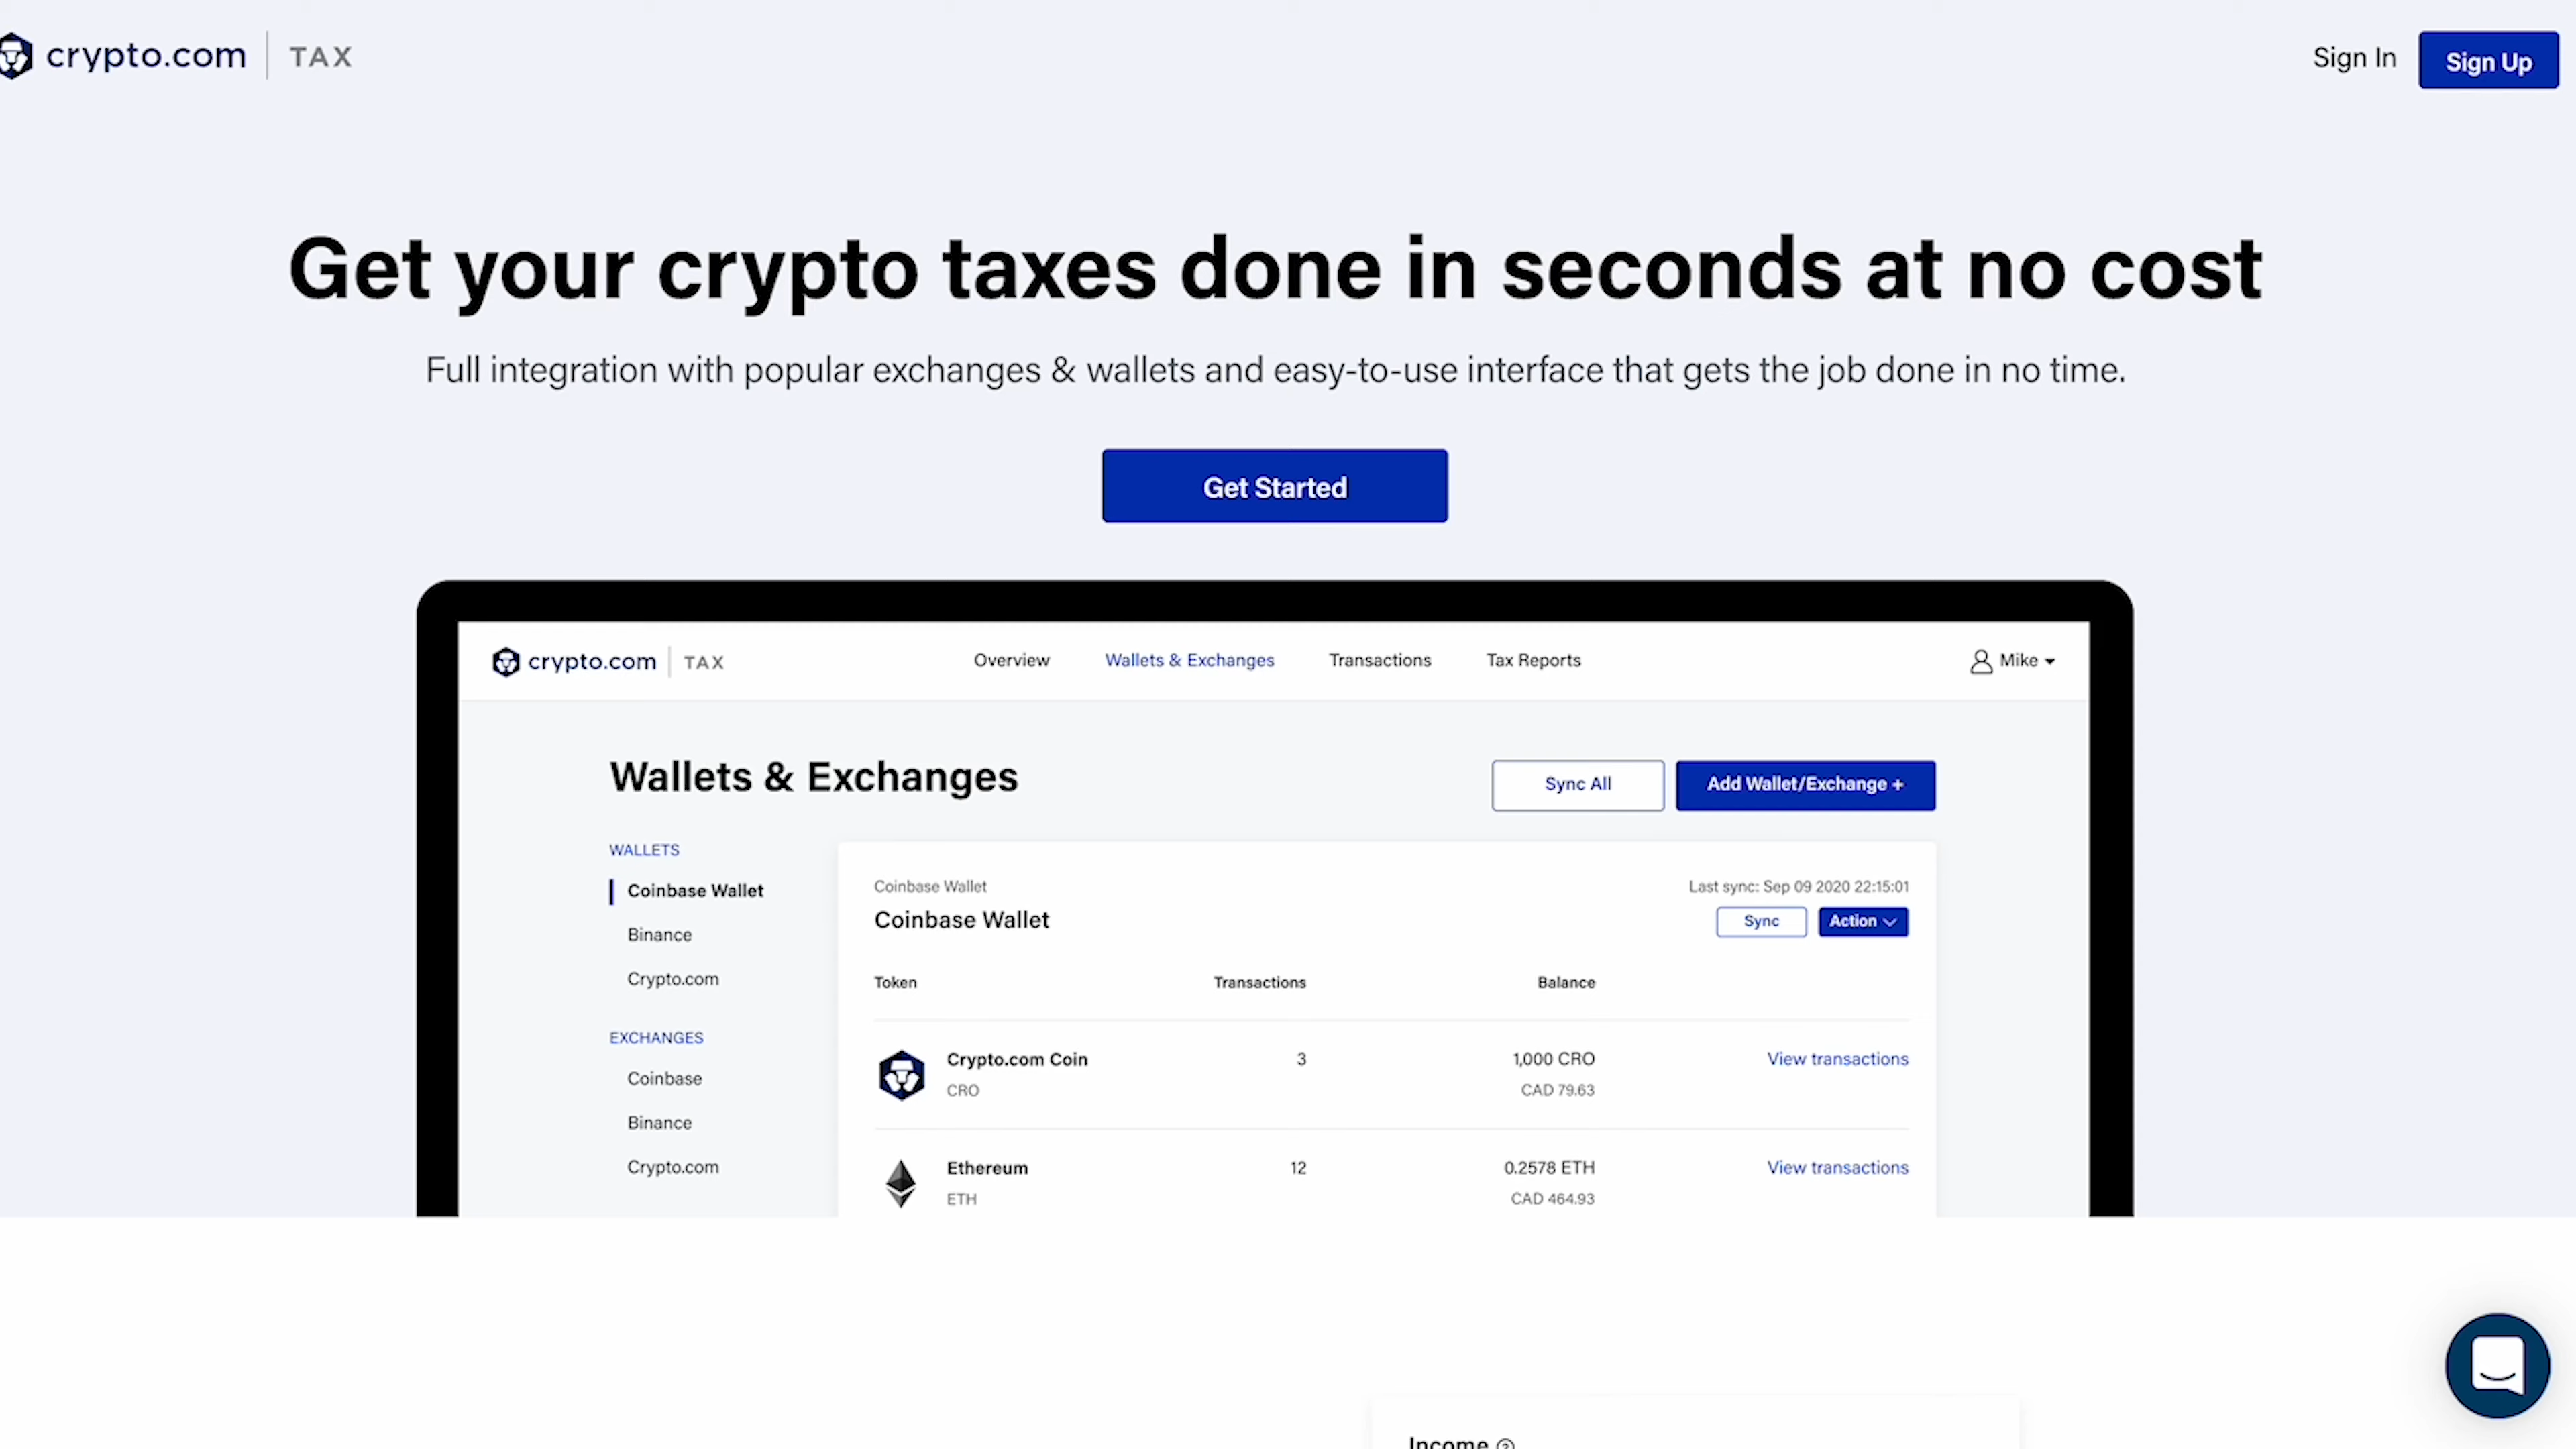 crypto.com | TAX
Sign In
Sign Up
Get your crypto taxes done in seconds at no cost
Full integration with popular exchanges & wallets and easy-to-use interface that gets the job done in no time.
Get Started
crypto.com | TAX
Overview
Wallets & Exchanges
Transactions
Tax Reports
Mike
Wallets & Exchanges
Sync All
Add Wallet/Exchange +
WALLETS
Coinbase Wallet
Binance
Crypto.com
EXCHANGES
Coinbase
Binance
Crypto.com
Coinbase Wallet
Last sync: Sep 09 2020 22:15:01
Coinbase Wallet
Sync
Action
Token
Transactions
Balance
Crypto.com Coin
3
1,000 CRO
View transactions
CRO
CAD 79.63
Ethereum
12
0.2578 ETH
View transactions
ETH
CAD 464.93
Income